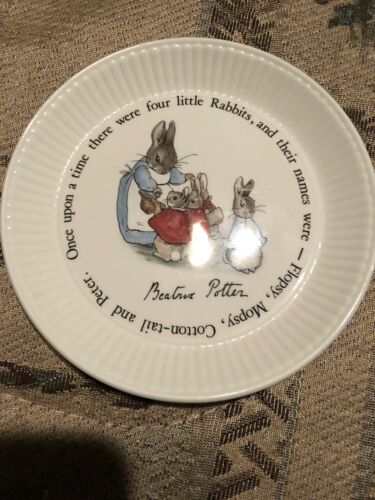 Once upon a time there were four little Rabbits, and their names were — Flopsy, Mopsy, Cotton-tail and Peter.
Beatrix Potter